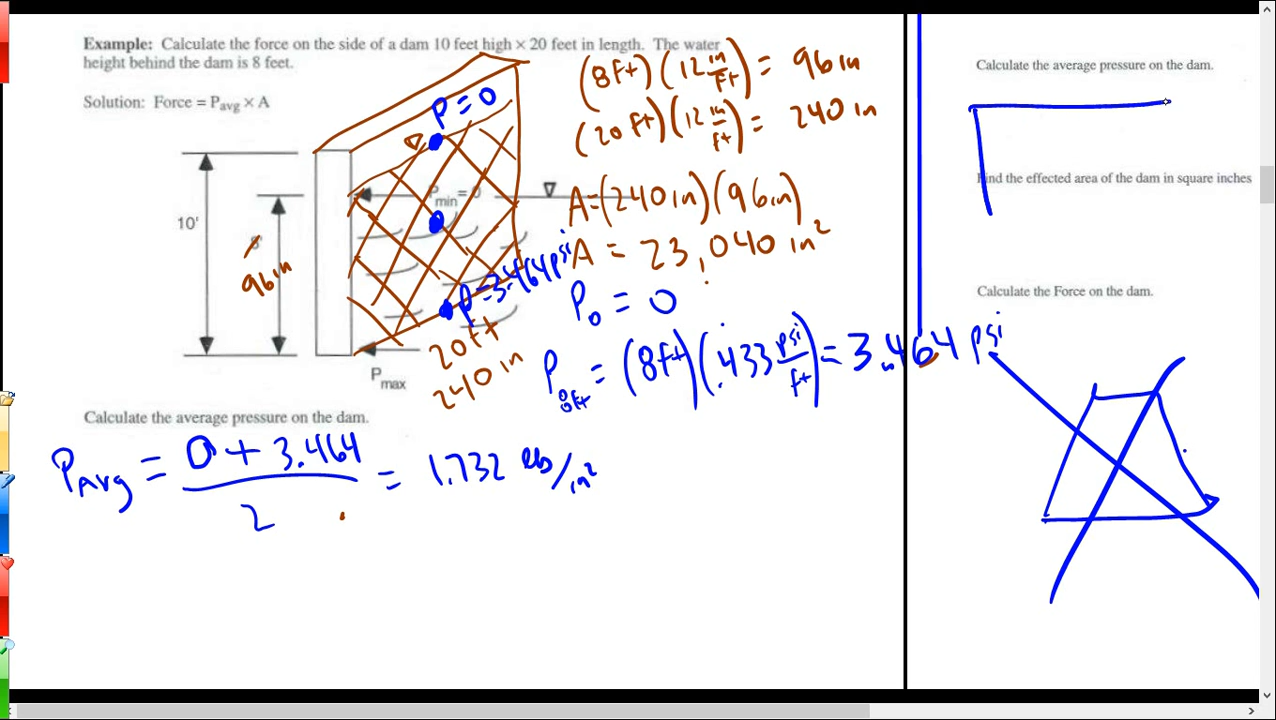 Example: Calculate the force on the side of a dam 10 feet high × 20 feet in length. The water
height behind the dam is 8 feet.
Solution: Force = Pavg × A
P = 0
(8ft)(12 in/ft) = 96 in
(20 ft)(12 in/ft) = 240 in
10'
8'
96 in
Pmin = 0
A = (240 in)(96 in)
A = 23,040 in²
P = 3.464 psi
P₀ = 0
20 ft
240 in
Pmax
P 8ft = (8ft)(.433 psi/ft) = 3.464 psi
Calculate the average pressure on the dam.
PAvg = (0 + 3.464)/2 = 1.732 lb/in²
Calculate the average pressure on the dam.
Find the effected area of the dam in square inches
Calculate the Force on the dam.